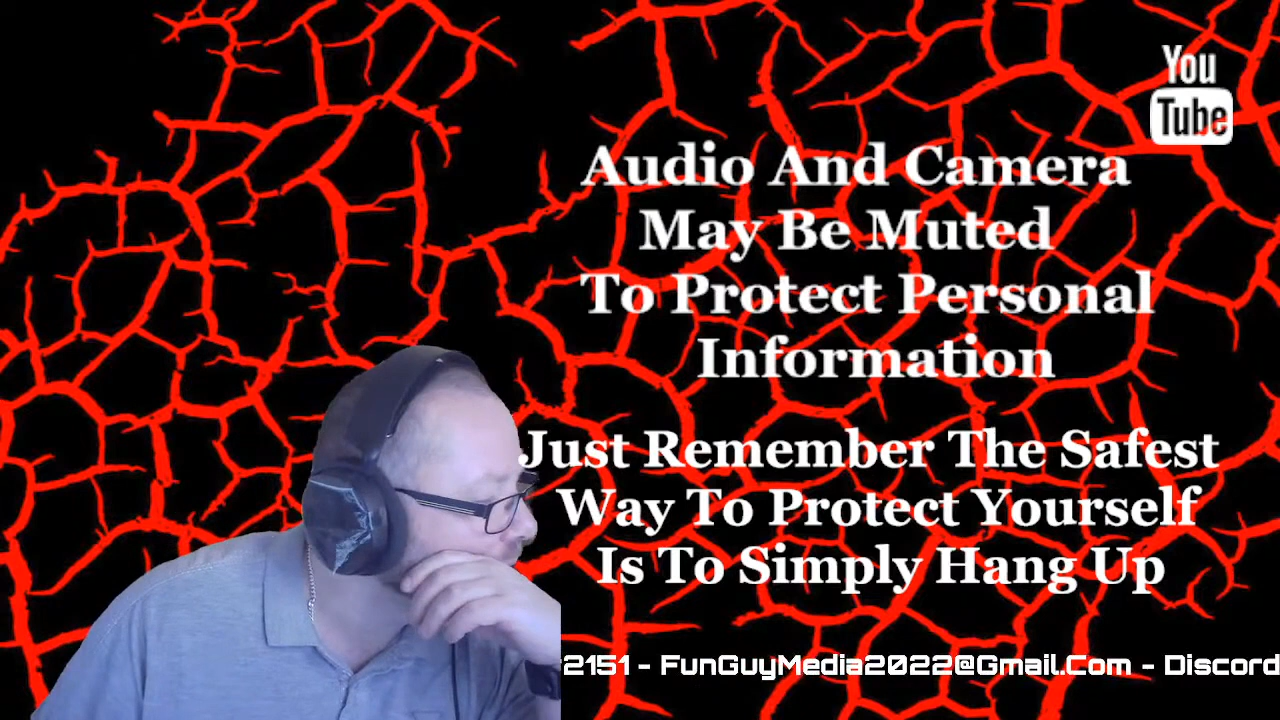 You
Tube
Audio And Camera
May Be Muted
To Protect Personal
Information
Just Remember The Safest
Way To Protect Yourself
Is To Simply Hang Up
2151 - FunGuyMedia2022@Gmail.Com - Discord